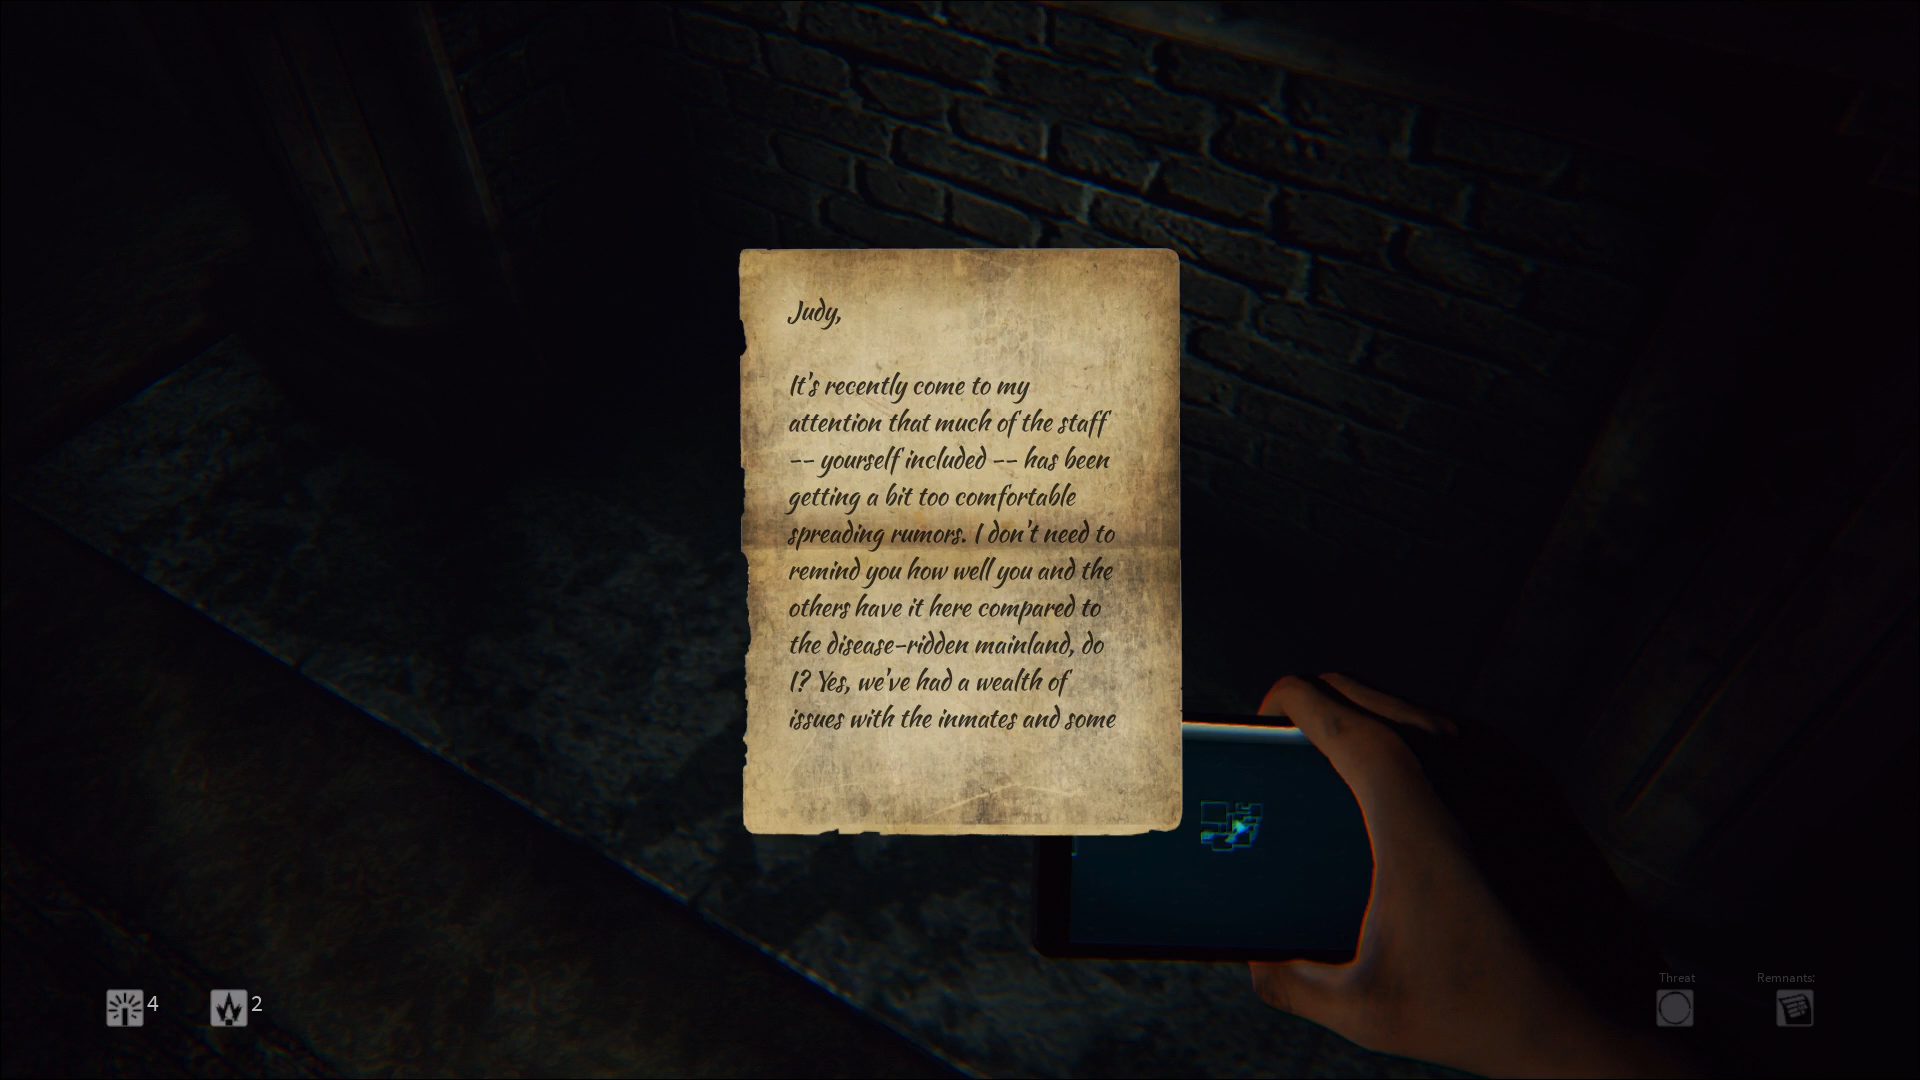 Judy,
It's recently come to my
attention that much of the staff
-- yourself included -- has been
getting a bit too comfortable
spreading rumors. I don't need to
remind you how well you and the
others have it here compared to
the disease-ridden mainland, do
I? Yes, we've had a wealth of
issues with the inmates and some
4 2
Threat Remnants: